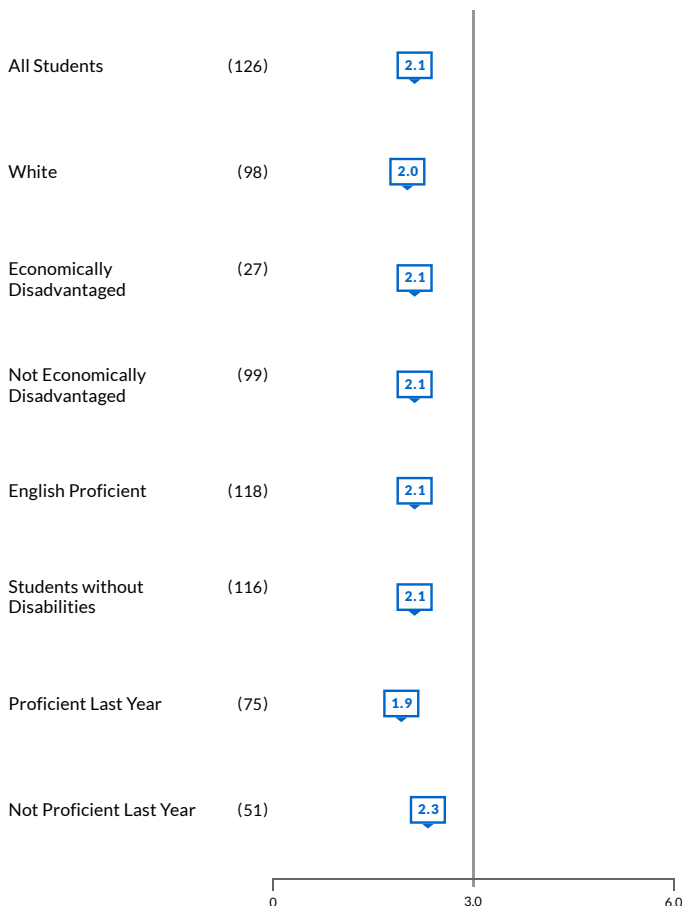 All Students (126) 2.1
White (98) 2.0
Economically (27) 2.1
Disadvantaged
Not Economically (99) 2.1
Disadvantaged
English Proficient (118) 2.1
Students without (116) 2.1
Disabilities
Proficient Last Year (75) 1.9
Not Proficient Last Year (51) 2.3
0 3.0 6.0